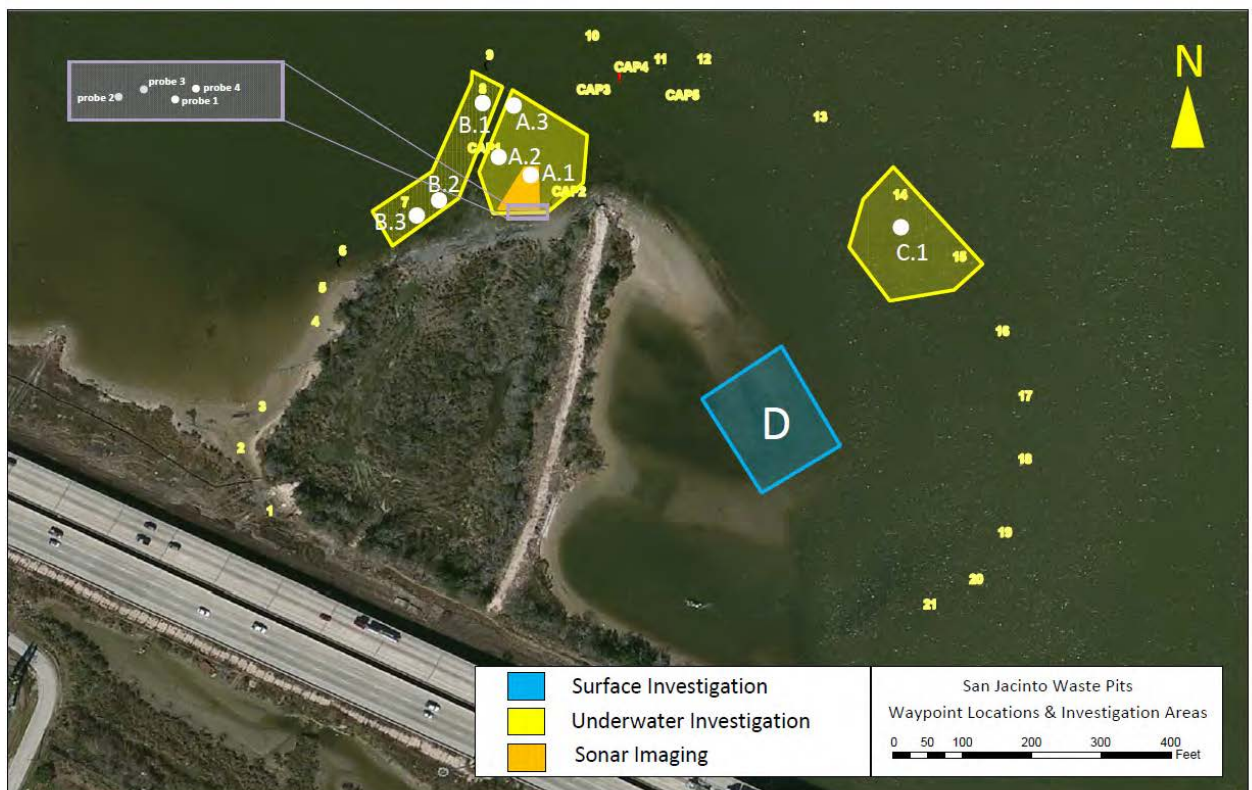 10
9
11
12
CAP4
N
CAP3
CAP5
probe 3
probe 4
probe 2
probe 1
8
B.1
A.3
13
CAP1
A.2
A.1
CAP2
14
B.2
7
B.3
C.1
15
6
5
4
16
3
17
D
2
18
1
19
20
21
Surface Investigation
Underwater Investigation
Sonar Imaging
San Jacinto Waste Pits
Waypoint Locations & Investigation Areas
0 50 100 200 300 400
Feet